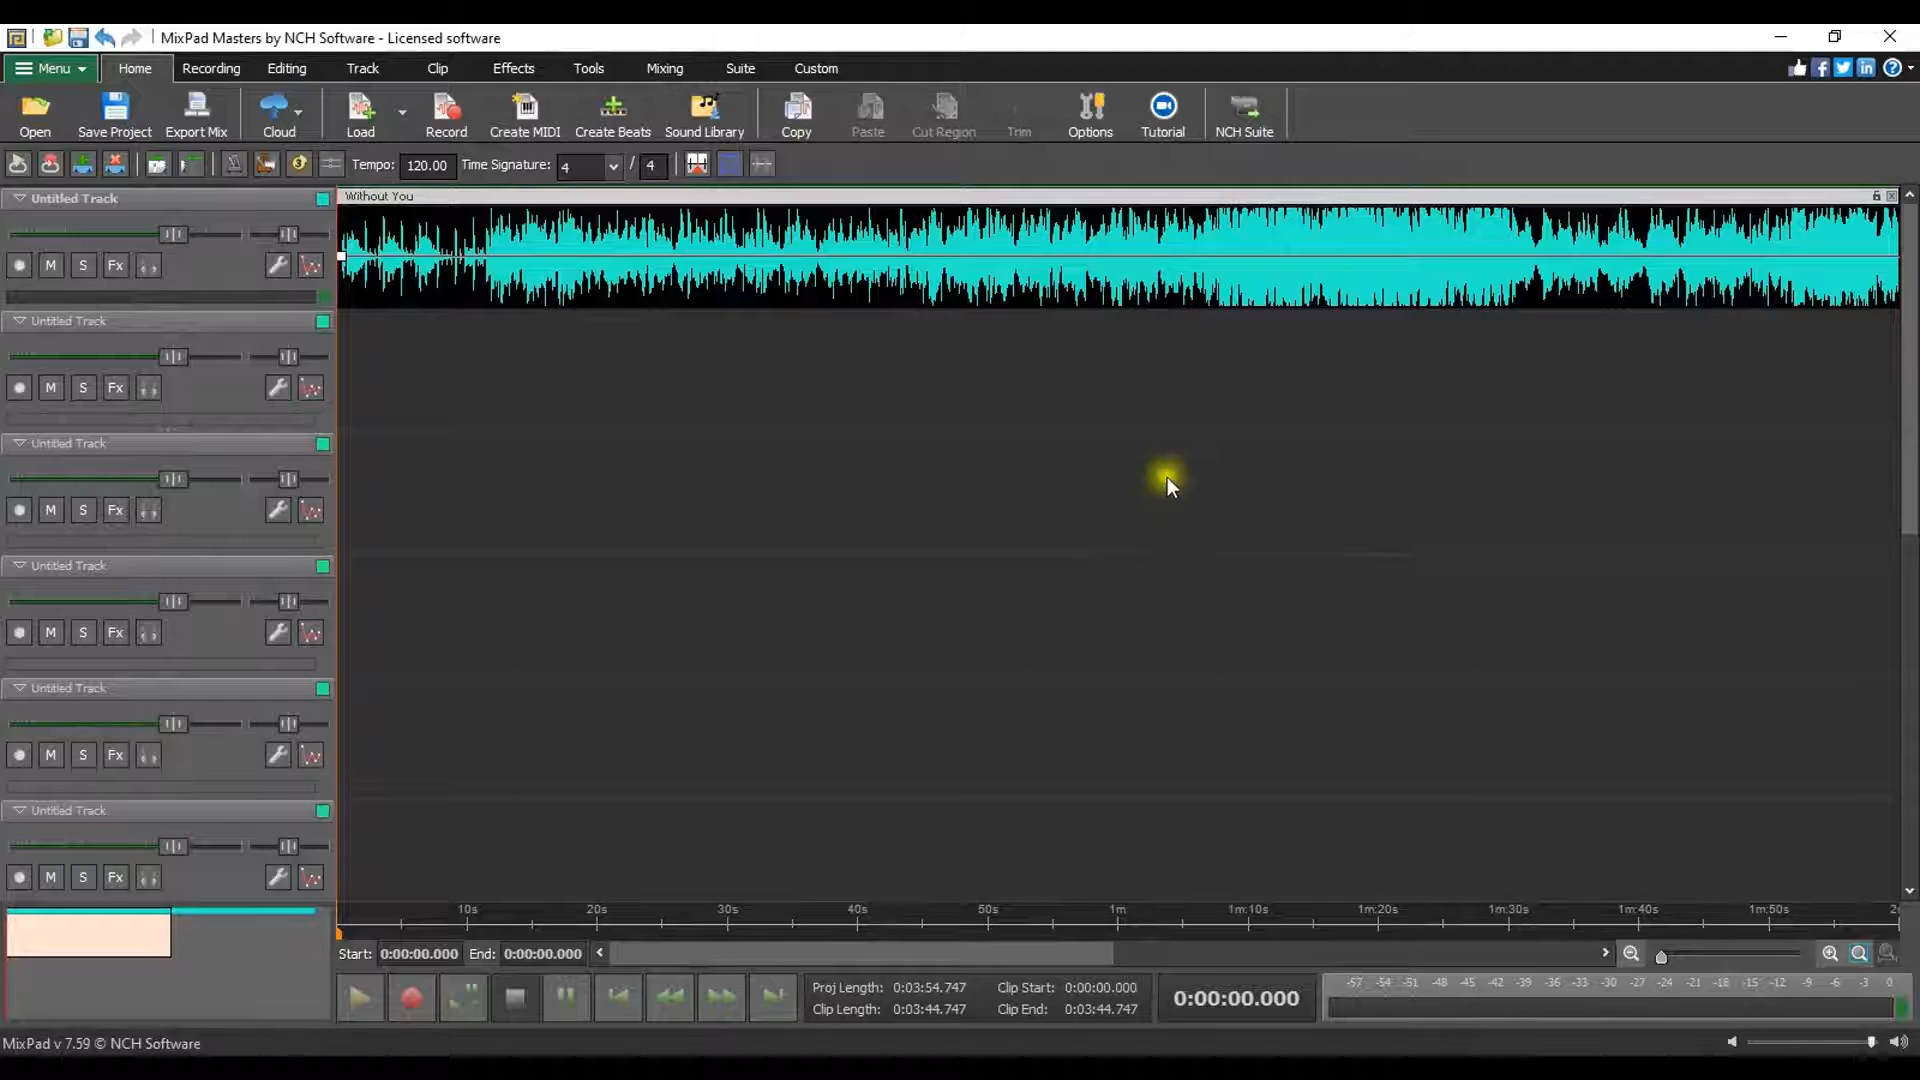 MixPad Masters by NCH Software - Licensed software
Menu Home Recording Editing Track Clip Effects Tools Mixing Suite Custom
Open Save Project Export Mix Cloud Load Record Create MIDI Create Beats Sound Library Copy Paste Cut Region Trim Options Tutorial NCH Suite
Tempo: 120.00 Time Signature: 4 / 4
Untitled Track
Without You
M S Fx
Untitled Track
M S Fx
Untitled Track
M S Fx
Untitled Track
M S Fx
Untitled Track
M S Fx
Untitled Track
M S Fx
10s 20s 30s 40s 50s 1m 1m:10s 1m:20s 1m:30s 1m:40s 1m:50s
Start: 0:00:00.000 End: 0:00:00.000
Proj Length: 0:03:54.747 Clip Start: 0:00:00.000
Clip Length: 0:03:44.747 Clip End: 0:03:44.747
0:00:00.000
-57 -54 -51 -48 -45 -42 -39 -36 -33 -30 -27 -24 -21 -18 -15 -12 -9 -6 -3 0
MixPad v 7.59 © NCH Software